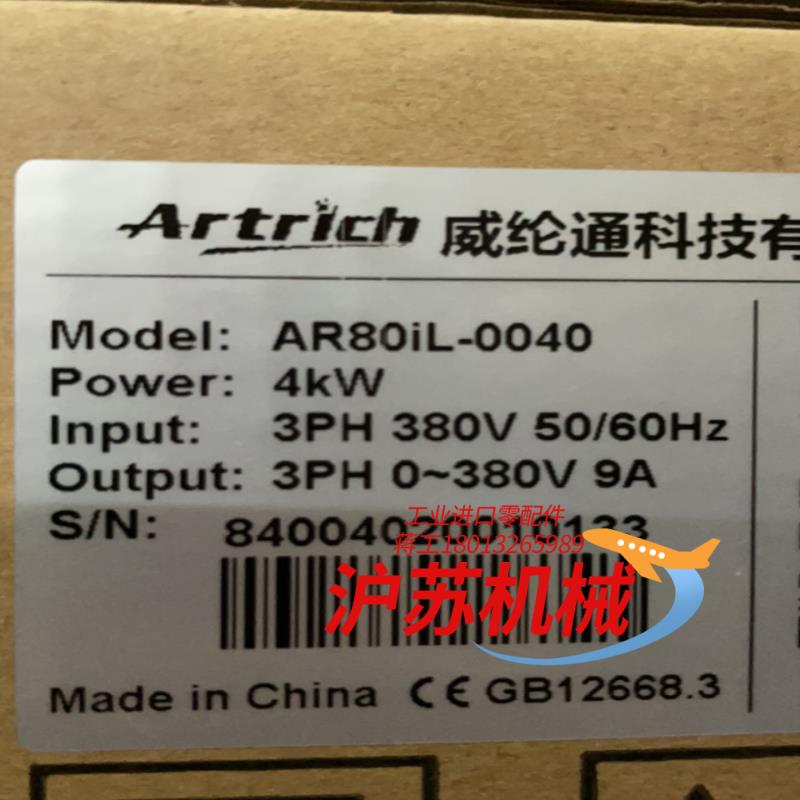 Artrich 威纶通科技有
Model: AR80iL-0040
Power: 4kW
Input: 3PH 380V 50/60Hz
Output: 3PH 0~380V 9A
S/N:
工业进口零配件
蒋工18013265989
沪苏机械
Made in China CE GB12668.3